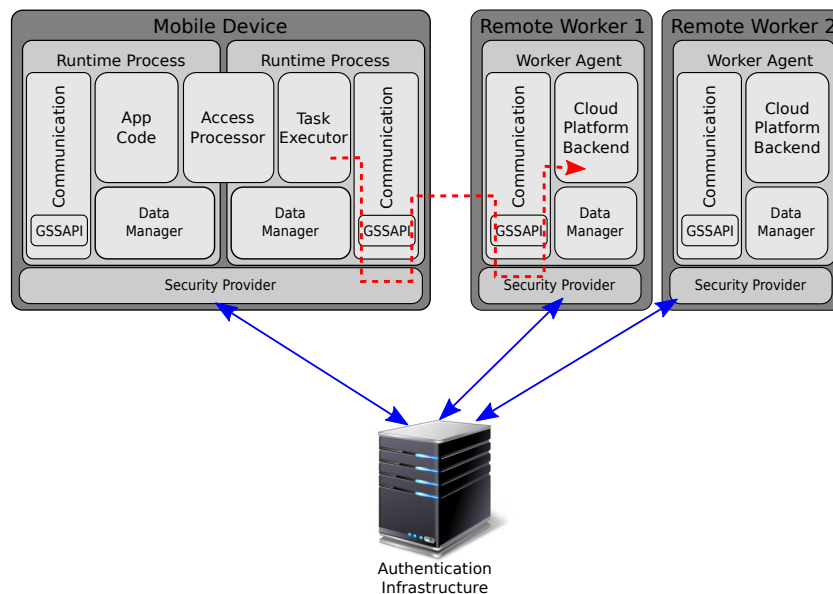 Mobile Device
Runtime Process
Runtime Process
Communication
GSSAPI
App
Code
Access
Processor
Task
Executor
Communication
GSSAPI
Data
Manager
Data
Manager
Security Provider
Remote Worker 1
Worker Agent
Communication
GSSAPI
Cloud
Platform
Backend
Data
Manager
Security Provider
Remote Worker 2
Worker Agent
Communication
GSSAPI
Cloud
Platform
Backend
Data
Manager
Security Provider
Authentication
Infrastructure